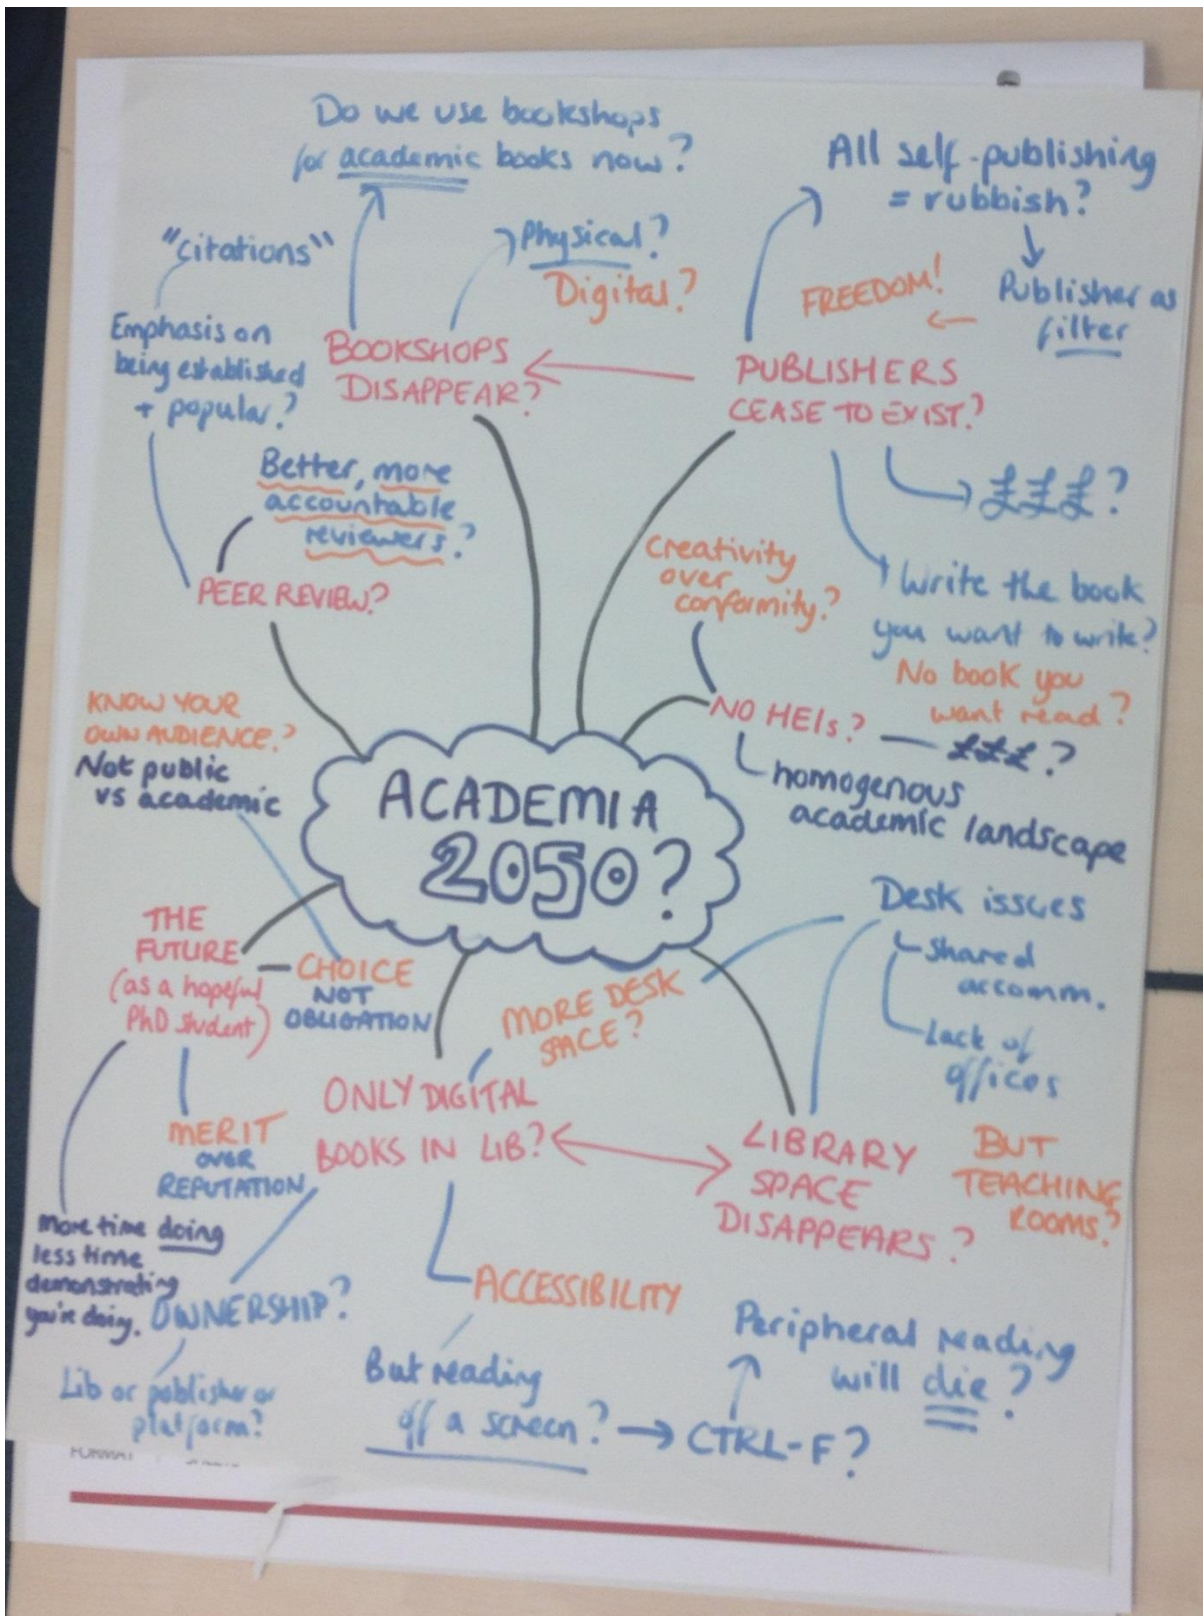 Do we use bookshops
for academic books now?
All self-publishing
= rubbish?
Publisher as
filter
FREEDOM!
"citations"
Physical?
Digital?
Emphasis on
being established
+ popular?
BOOKSHOPS
DISAPPEAR?
PUBLISHERS
CEASE TO EXIST?
£££?
Better, more
accountable
reviewers?
PEER REVIEW?
Write the book
you want to write?
No book you
want read?
Creativity
over
conformity?
NO HEIs?
£££?
homogenous
academic landscape
KNOW YOUR
OWN AUDIENCE?
Not public
vs academic
ACADEMIA
2050?
THE
FUTURE
(as a hopeful
PhD student)
CHOICE
NOT
OBLIGATION
MORE DESK
SPACE?
Desk issues
Shared
accomm.
Lack of
offices
MERIT
OVER
REPUTATION
ONLY DIGITAL
BOOKS IN LIB?
LIBRARY
SPACE
DISAPPEARS?
BUT
TEACHING
ROOMS?
More time doing
less time
demonstrating
you're doing.
OWNERSHIP?
Lib or publisher or
platform?
ACCESSIBILITY
But reading
off a screen?
CTRL-F?
Peripheral reading
will die?
FORMAT